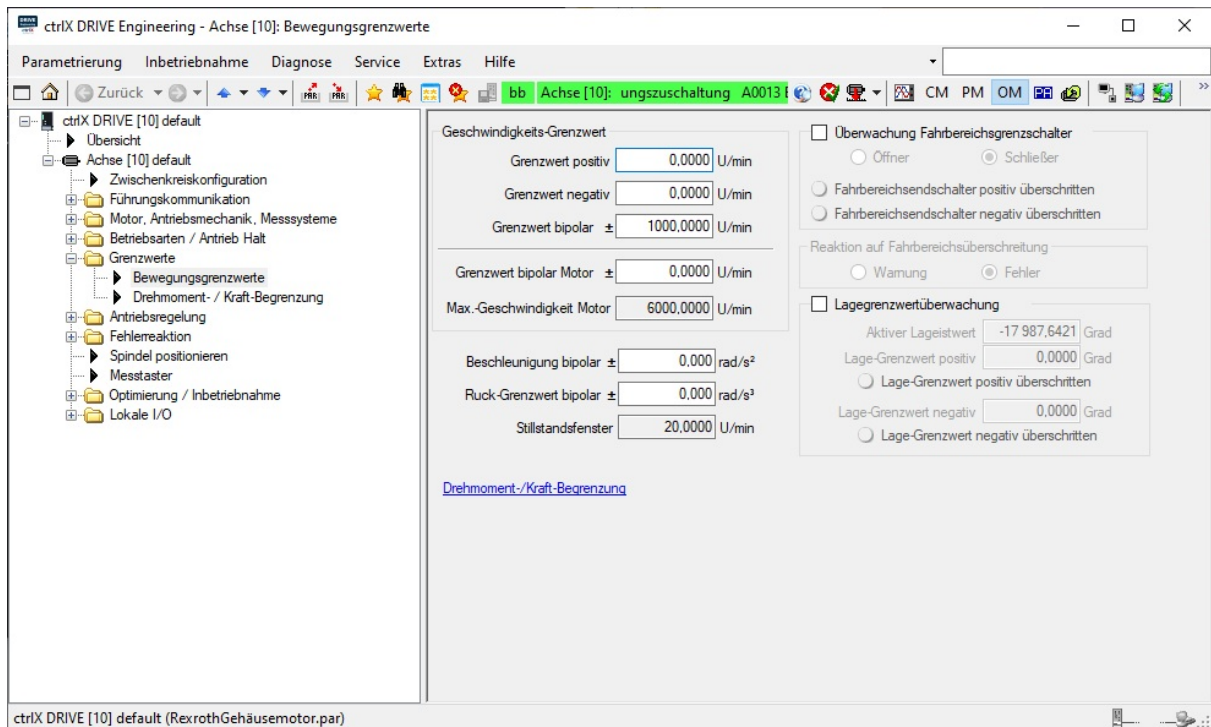 ctrlX DRIVE Engineering - Achse [10]: Bewegungsgrenzwerte
Parametrierung Inbetriebnahme Diagnose Service Extras Hilfe
Zurück PAR PAR bb Achse [10]: ungszuschaltung A0013 CM PM OM
ctrlX DRIVE [10] default
Übersicht
Achse [10] default
Zwischenkreiskonfiguration
Führungskommunikation
Motor, Antriebsmechanik, Messsysteme
Betriebsarten / Antrieb Halt
Grenzwerte
Bewegungsgrenzwerte
Drehmoment- / Kraft-Begrenzung
Antriebsregelung
Fehlerreaktion
Spindel positionieren
Messtaster
Optimierung / Inbetriebnahme
Lokale I/O
Geschwindigkeits-Grenzwert
Grenzwert positiv 0,0000 U/min
Grenzwert negativ 0,0000 U/min
Grenzwert bipolar ± 1000,0000 U/min
Grenzwert bipolar Motor ± 0,0000 U/min
Max.-Geschwindigkeit Motor 6000,0000 U/min
Beschleunigung bipolar ± 0,000 rad/s²
Ruck-Grenzwert bipolar ± 0,000 rad/s³
Stillstandsfenster 20,0000 U/min
Drehmoment-/Kraft-Begrenzung
Überwachung Fahrbereichsgrenzschalter
Öffner Schließer
Fahrbereichsendschalter positiv überschritten
Fahrbereichsendschalter negativ überschritten
Reaktion auf Fahrbereichsüberschreitung
Warnung Fehler
Lagegrenzwertüberwachung
Aktiver Lageistwert -17 987,6421 Grad
Lage-Grenzwert positiv 0,0000 Grad
Lage-Grenzwert positiv überschritten
Lage-Grenzwert negativ 0,0000 Grad
Lage-Grenzwert negativ überschritten
ctrlX DRIVE [10] default (RexrothGehäusemotor.par)